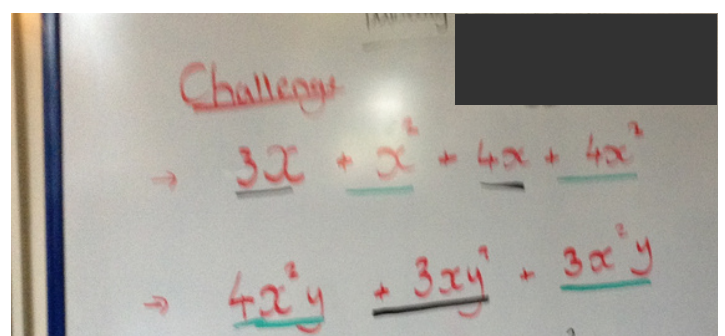 Challenge
→ 3x + x² + 4x + 4x²
→ 4x²y + 3xy² + 3x²y